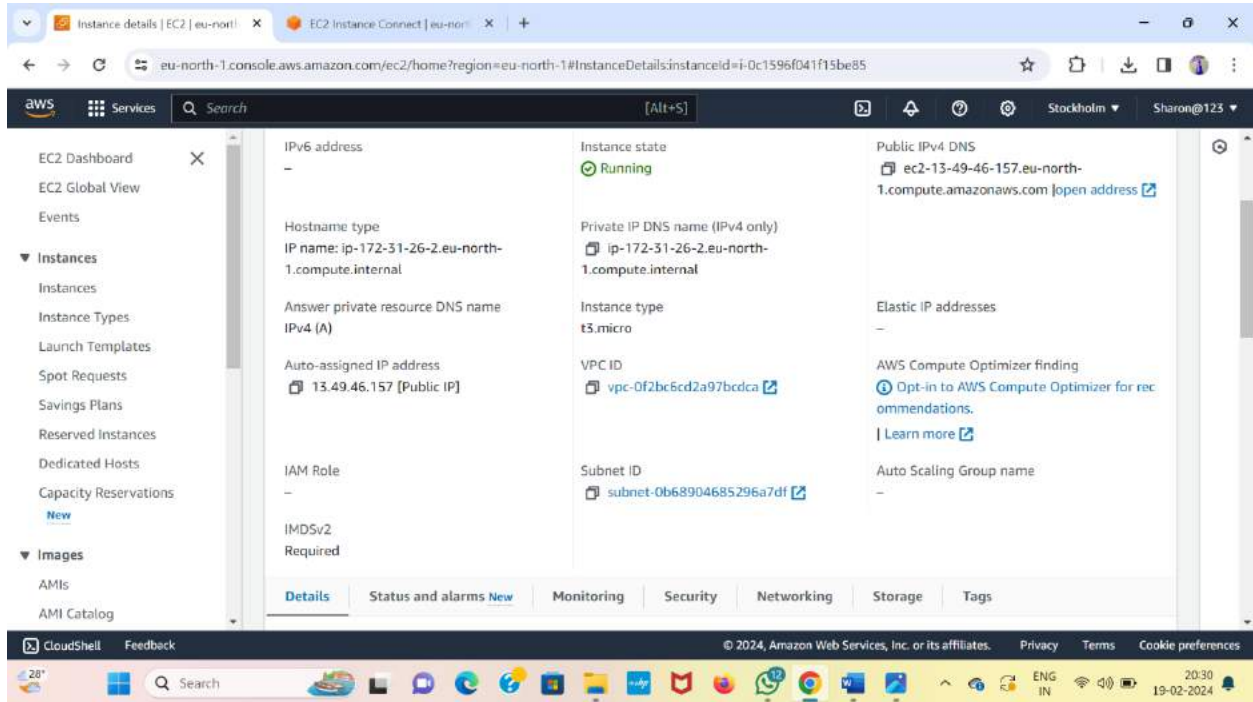 Instance details | EC2 | eu-north
EC2 Instance Connect | eu-nort
eu-north-1.console.aws.amazon.com/ec2/home?region=eu-north-1#InstanceDetails:instanceId=i-0c1596f041f15be85
aws
Services
Search
[Alt+S]
Stockholm
Sharon@123
EC2 Dashboard
EC2 Global View
Events
Instances
Instances
Instance Types
Launch Templates
Spot Requests
Savings Plans
Reserved Instances
Dedicated Hosts
Capacity Reservations
New
Images
AMIs
AMI Catalog
IPv6 address
–
Instance state
Running
Public IPv4 DNS
ec2-13-49-46-157.eu-north-
1.compute.amazonaws.com |open address
Hostname type
IP name: ip-172-31-26-2.eu-north-
1.compute.internal
Private IP DNS name (IPv4 only)
ip-172-31-26-2.eu-north-
1.compute.internal
Answer private resource DNS name
IPv4 (A)
Instance type
t3.micro
Elastic IP addresses
–
Auto-assigned IP address
13.49.46.157 [Public IP]
VPC ID
vpc-0f2bc6cd2a97bcdca
AWS Compute Optimizer finding
Opt-in to AWS Compute Optimizer for rec
ommendations.
| Learn more
IAM Role
–
Subnet ID
subnet-0b68904685296a7df
Auto Scaling Group name
–
IMDSv2
Required
Details
Status and alarms New
Monitoring
Security
Networking
Storage
Tags
CloudShell
Feedback
© 2024, Amazon Web Services, Inc. or its affiliates.
Privacy
Terms
Cookie preferences
28°
Search
12
ENG
IN
20:30
19-02-2024